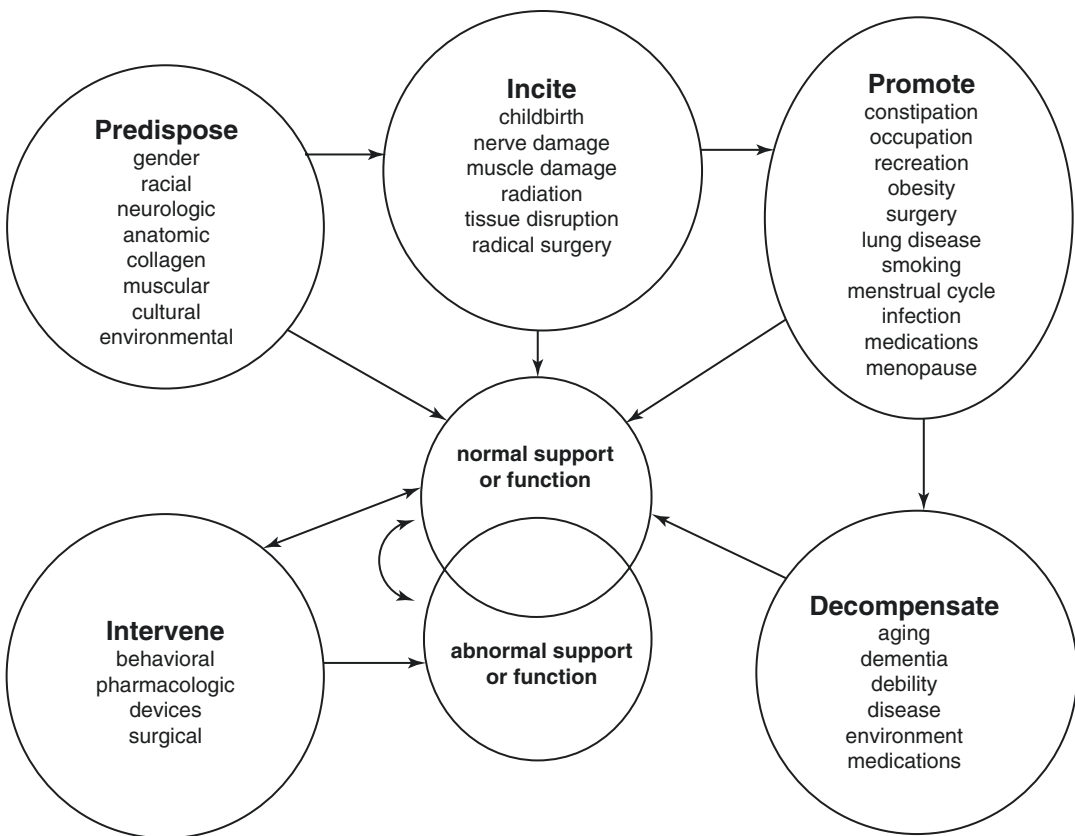 Predispose
gender
racial
neurologic
anatomic
collagen
muscular
cultural
environmental
Incite
childbirth
nerve damage
muscle damage
radiation
tissue disruption
radical surgery
Promote
constipation
occupation
recreation
obesity
surgery
lung disease
smoking
menstrual cycle
infection
medications
menopause
normal support
or function
abnormal support
or function
Intervene
behavioral
pharmacologic
devices
surgical
Decompensate
aging
dementia
debility
disease
environment
medications